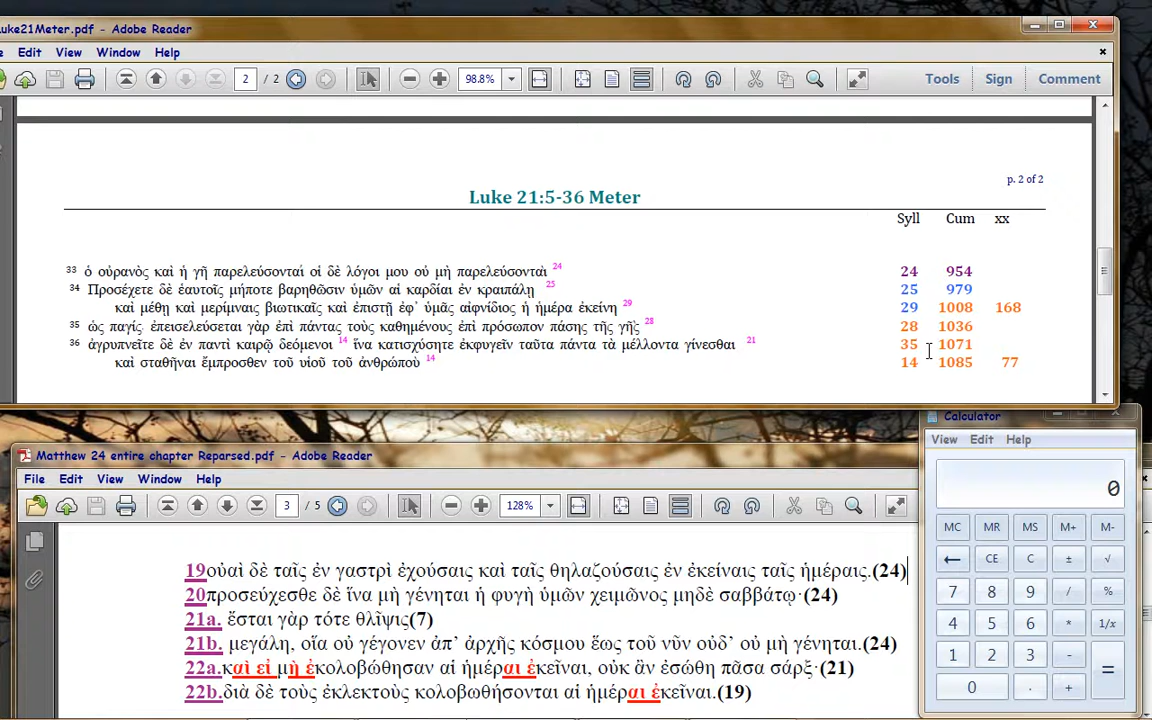 uke21Meter.pdf - Adobe Reader
Edit View Window Help
2 / 2 98.8% Tools Sign Comment
p. 2 of 2
Luke 21:5-36 Meter
Syll Cum xx
33 ὁ οὐρανὸς καὶ ἡ γῆ παρελεύσονταί οἱ δὲ λόγοι μου οὐ μὴ παρελεύσονταὶ 24 24 954
34 Προσέχετε δὲ ἑαυτοῖς μήποτε βαρηθῶσιν ὑμῶν αἱ καρδίαι ἐν κραιπάλῃ 25 25 979
καὶ μέθῃ καὶ μερίμναις βιωτικαῖς καὶ ἐπιστῇ ἐφ᾽ ὑμᾶς αἰφνίδιος ἡ ἡμέρα ἐκείνη 29 29 1008 168
35 ὡς παγίς· ἐπεισελεύσεται γὰρ ἐπὶ πάντας τοὺς καθημένους ἐπὶ πρόσωπον πάσης τῆς γῆς 28 28 1036
36 ἀγρυπνεῖτε δὲ ἐν παντὶ καιρῷ δεόμενοι 14 ἵνα κατισχύσητε ἐκφυγεῖν ταῦτα πάντα τὰ μέλλοντα γίνεσθαι 21 35 1071
καὶ σταθῆναι ἔμπροσθεν τοῦ υἱοῦ τοῦ ἀνθρώποὺ 14 14 1085 77
Calculator
View Edit Help
0
MC MR MS M+ M-
← CE C ± √
7 8 9 / %
4 5 6 * 1/x
1 2 3 - =
0 . +
Matthew 24 entire chapter Reparsed.pdf - Adobe Reader
File Edit View Window Help
3 / 5 128%
19οὐαὶ δὲ ταῖς ἐν γαστρὶ ἐχούσαις καὶ ταῖς θηλαζούσαις ἐν ἐκείναις ταῖς ἡμέραις.(24)
20προσεύχεσθε δὲ ἵνα μὴ γένηται ἡ φυγὴ ὑμῶν χειμῶνος μηδὲ σαββάτῳ·(24)
21a. ἔσται γὰρ τότε θλῖψις(7)
21b. μεγάλη, οἵα οὐ γέγονεν ἀπ’ ἀρχῆς κόσμου ἕως τοῦ νῦν οὐδ’ οὐ μὴ γένηται.(24)
22a.καὶ εἰ μὴ ἐκολοβώθησαν αἱ ἡμέραι ἐκεῖναι, οὐκ ἂν ἐσώθη πᾶσα σάρξ·(21)
22b.διὰ δὲ τοὺς ἐκλεκτοὺς κολοβωθήσονται αἱ ἡμέραι ἐκεῖναι.(19)